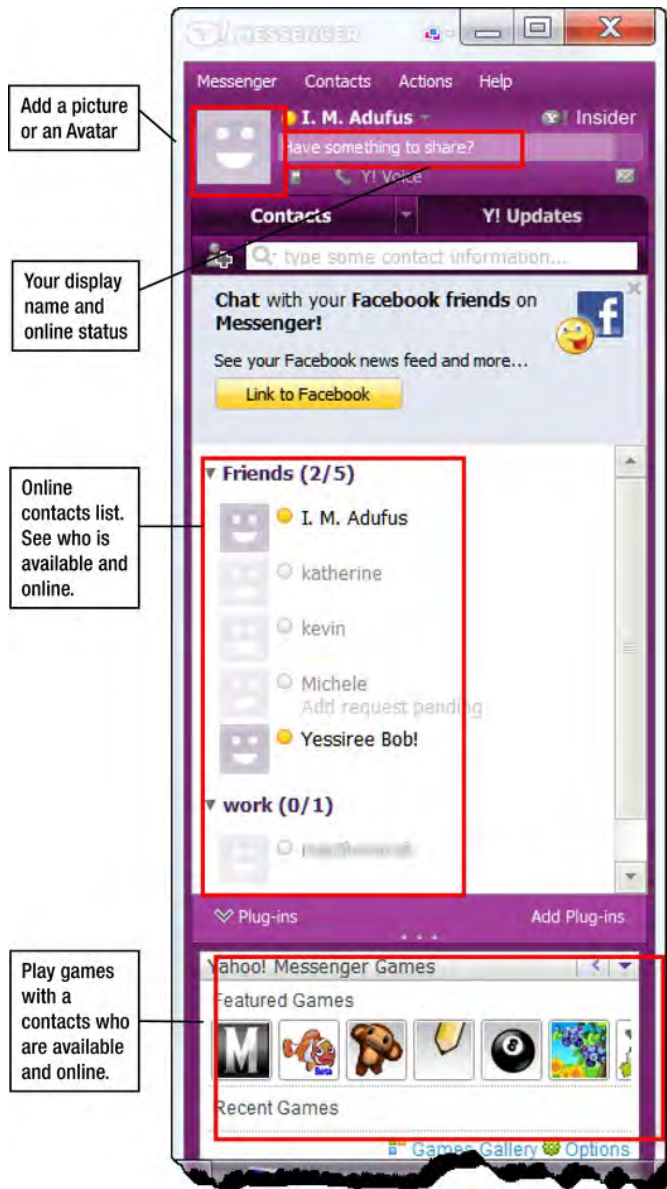 Y! MESSENGER
Messenger Contacts Actions Help
Add a picture
or an Avatar
I. M. Adufus
Y! Insider
Have something to share?
Y! Voice
Contacts
Y! Updates
type some contact information...
Your display
name and
online status
Chat with your Facebook friends on
Messenger!
See your Facebook news feed and more...
Link to Facebook
Online
contacts list.
See who is
available and
online.
Friends (2/5)
I. M. Adufus
katherine
kevin
Michele
Add request pending
Yessiree Bob!
work (0/1)
Plug-ins
Add Plug-ins
Play games
with a
contacts who
are available
and online.
Yahoo! Messenger Games
Featured Games
M
Beta
8
Recent Games
Games Gallery Options